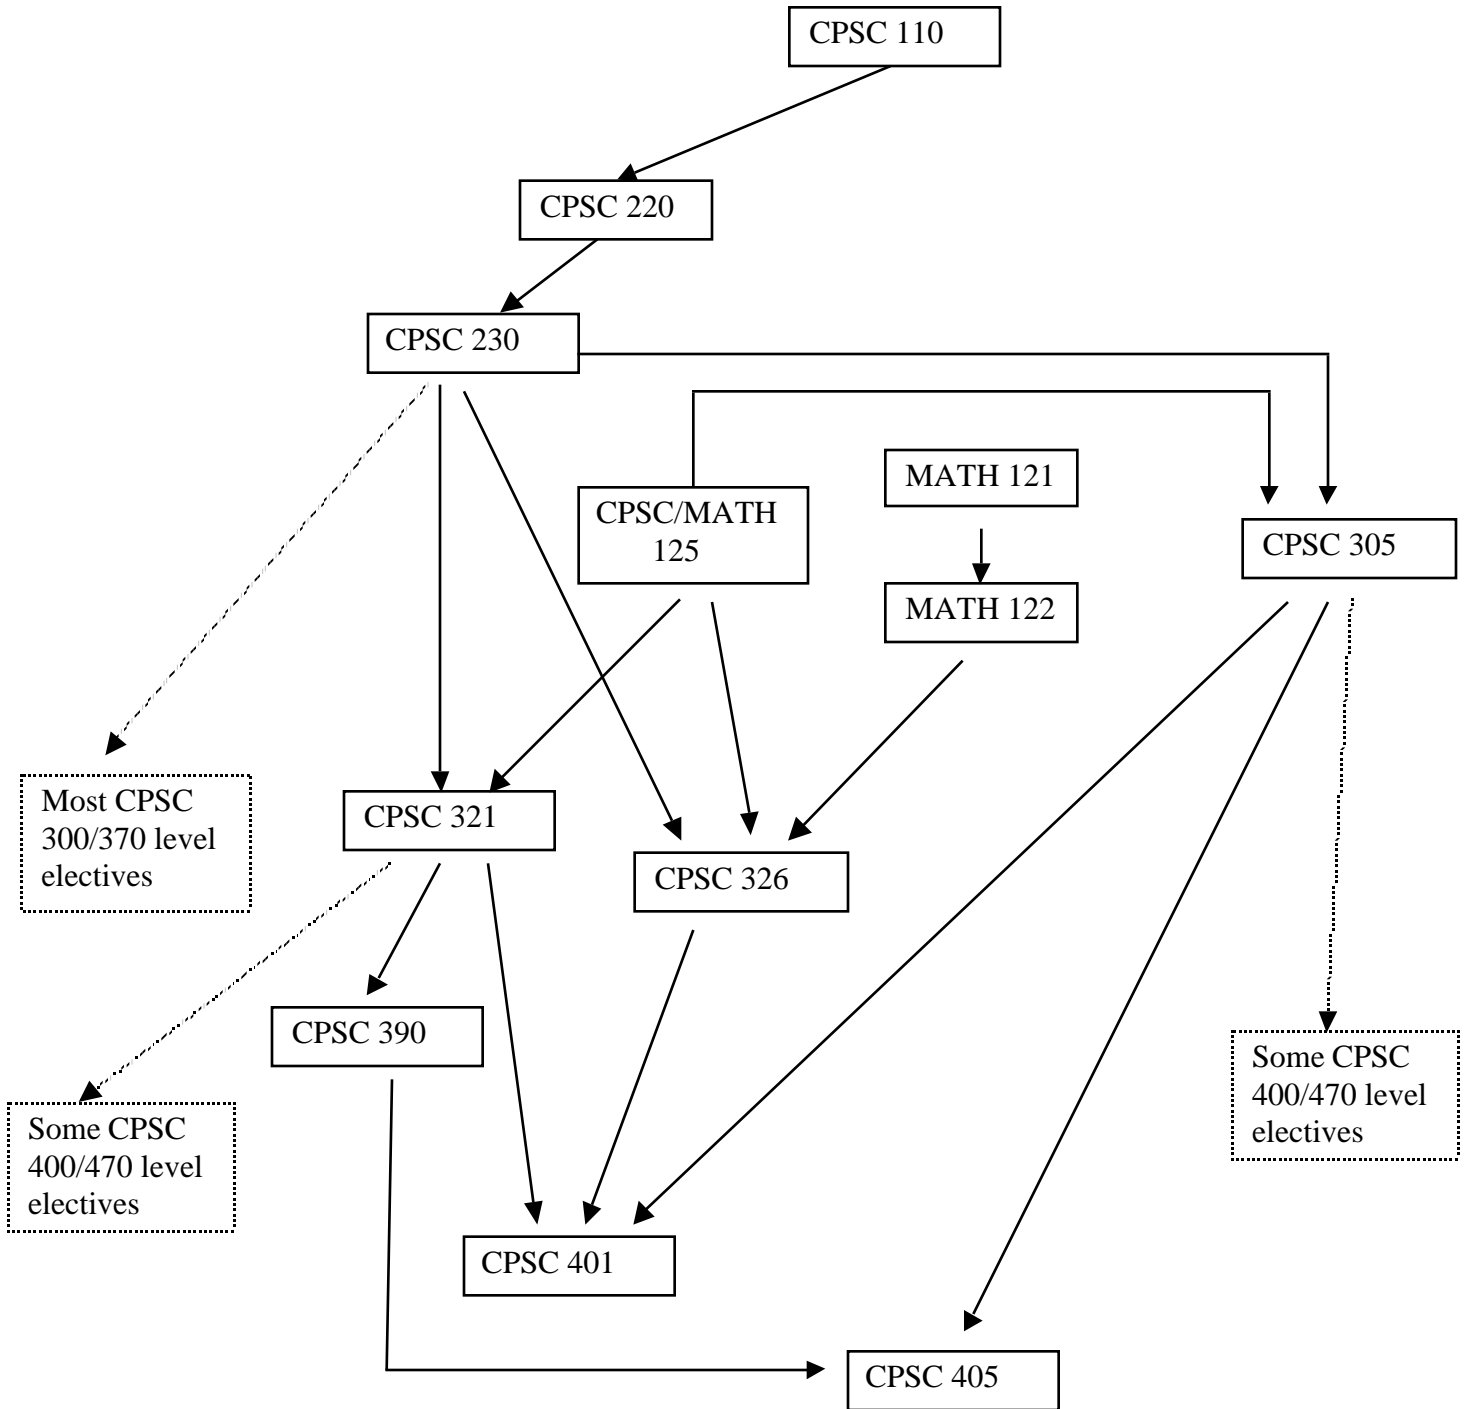 CPSC 110
CPSC 220
CPSC 230
MATH 121
CPSC/MATH
125
CPSC 305
MATH 122
Most CPSC
300/370 level
electives
CPSC 321
CPSC 326
CPSC 390
Some CPSC
400/470 level
electives
Some CPSC
400/470 level
electives
CPSC 401
CPSC 405